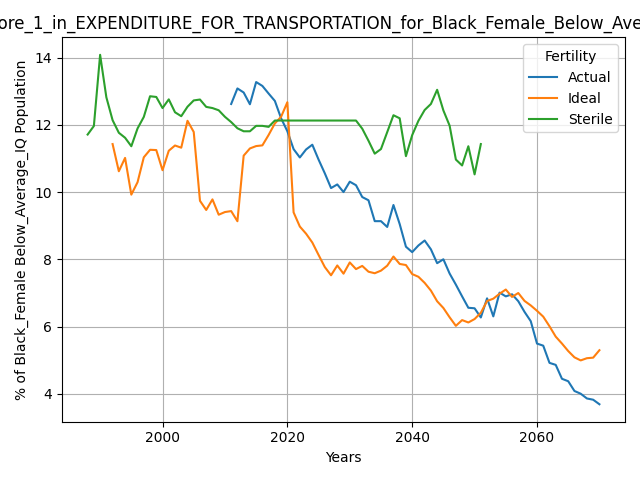 ore_1_in_EXPENDITURE_FOR_TRANSPORTATION_for_Black_Female_Below_Ave
Fertility
Actual
Ideal
Sterile
% of Black_Female Below_Average_IQ Population
14
12
10
8
6
4
2000 2020 2040 2060
Years